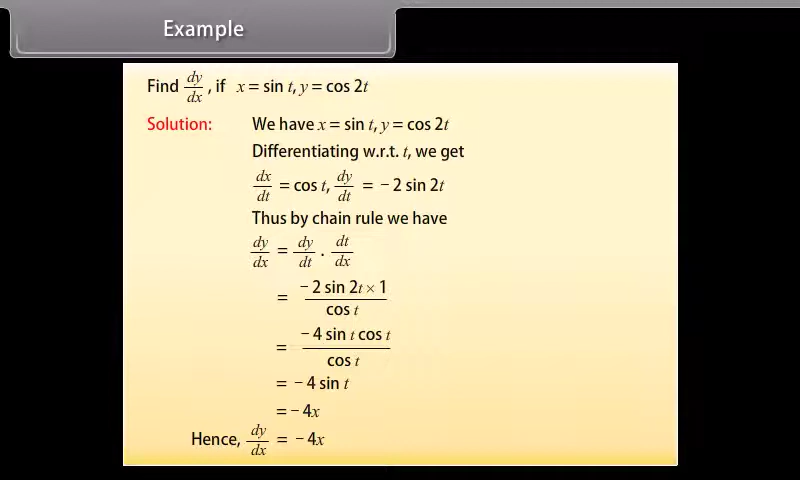 Example
Find dy/dx, if x = sin t, y = cos 2t
Solution: We have x = sin t, y = cos 2t
Differentiating w.r.t. t, we get
dx/dt = cos t, dy/dt = − 2 sin 2t
Thus by chain rule we have
dy/dx = dy/dt . dt/dx
= − 2 sin 2t × 1 / cos t
= − 4 sin t cos t / cos t
= − 4 sin t
= − 4x
Hence, dy/dx = − 4x